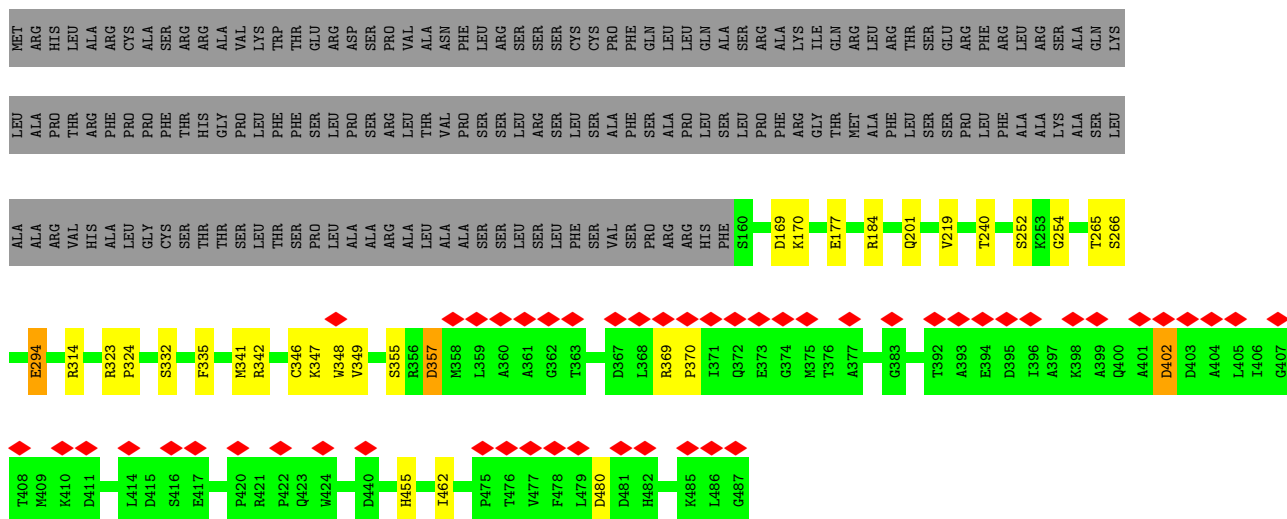 MET ARG HIS LEU ALA ARG CYS ALA SER ARG ARG ALA VAL LYS TRP THR GLU ARG ASP SER PRO VAL ALA ASN PHE LEU ARG SER SER SER CYS CYS PRO PHE GLN LEU LEU GLN ALA SER ARG ALA LYS ILE GLN ARG LEU ARG THR SER GLU ARG PHE ARG LEU ARG SER ALA GLN LYS
LEU ALA PRO THR ARG PHE PRO PRO PHE THR HIS GLY PRO LEU PHE PHE SER LEU PRO SER ARG LEU THR VAL PRO SER SER LEU ARG SER LEU SER ALA PHE SER ALA PRO LEU SER LEU PRO PHE ARG GLY THR MET ALA PHE LEU SER SER PRO LEU PHE ALA ALA LYS ALA SER LEU
ALA ALA ARG VAL HIS ALA LEU GLY CYS SER THR THR SER LEU THR SER PRO LEU ALA ALA ARG ALA LEU ALA ALA SER SER LEU SER LEU PHE SER VAL SER PRO ARG ARG HIS PHE S160 D169 K170 E177 R184 Q201 V219 T240 S252 K253 G254 T265 S266
E294 R314 R323 P324 S332 F335 M341 R342 C346 K347 W348 V349 S355 R356 D357 M358 L359 A360 A361 G362 T363 D367 L368 R369 P370 I371 Q372 E373 G374 M375 T376 A377 G383 T392 A393 E394 D395 I396 A397 K398 A399 Q400 A401 D402 D403 A404 L405 I406 G407
T408 M409 K410 D411 L414 D415 S416 E417 P420 R421 P422 Q423 W424 D440 H455 I462 P475 T476 V477 F478 L479 D480 D481 H482 K485 L486 G487